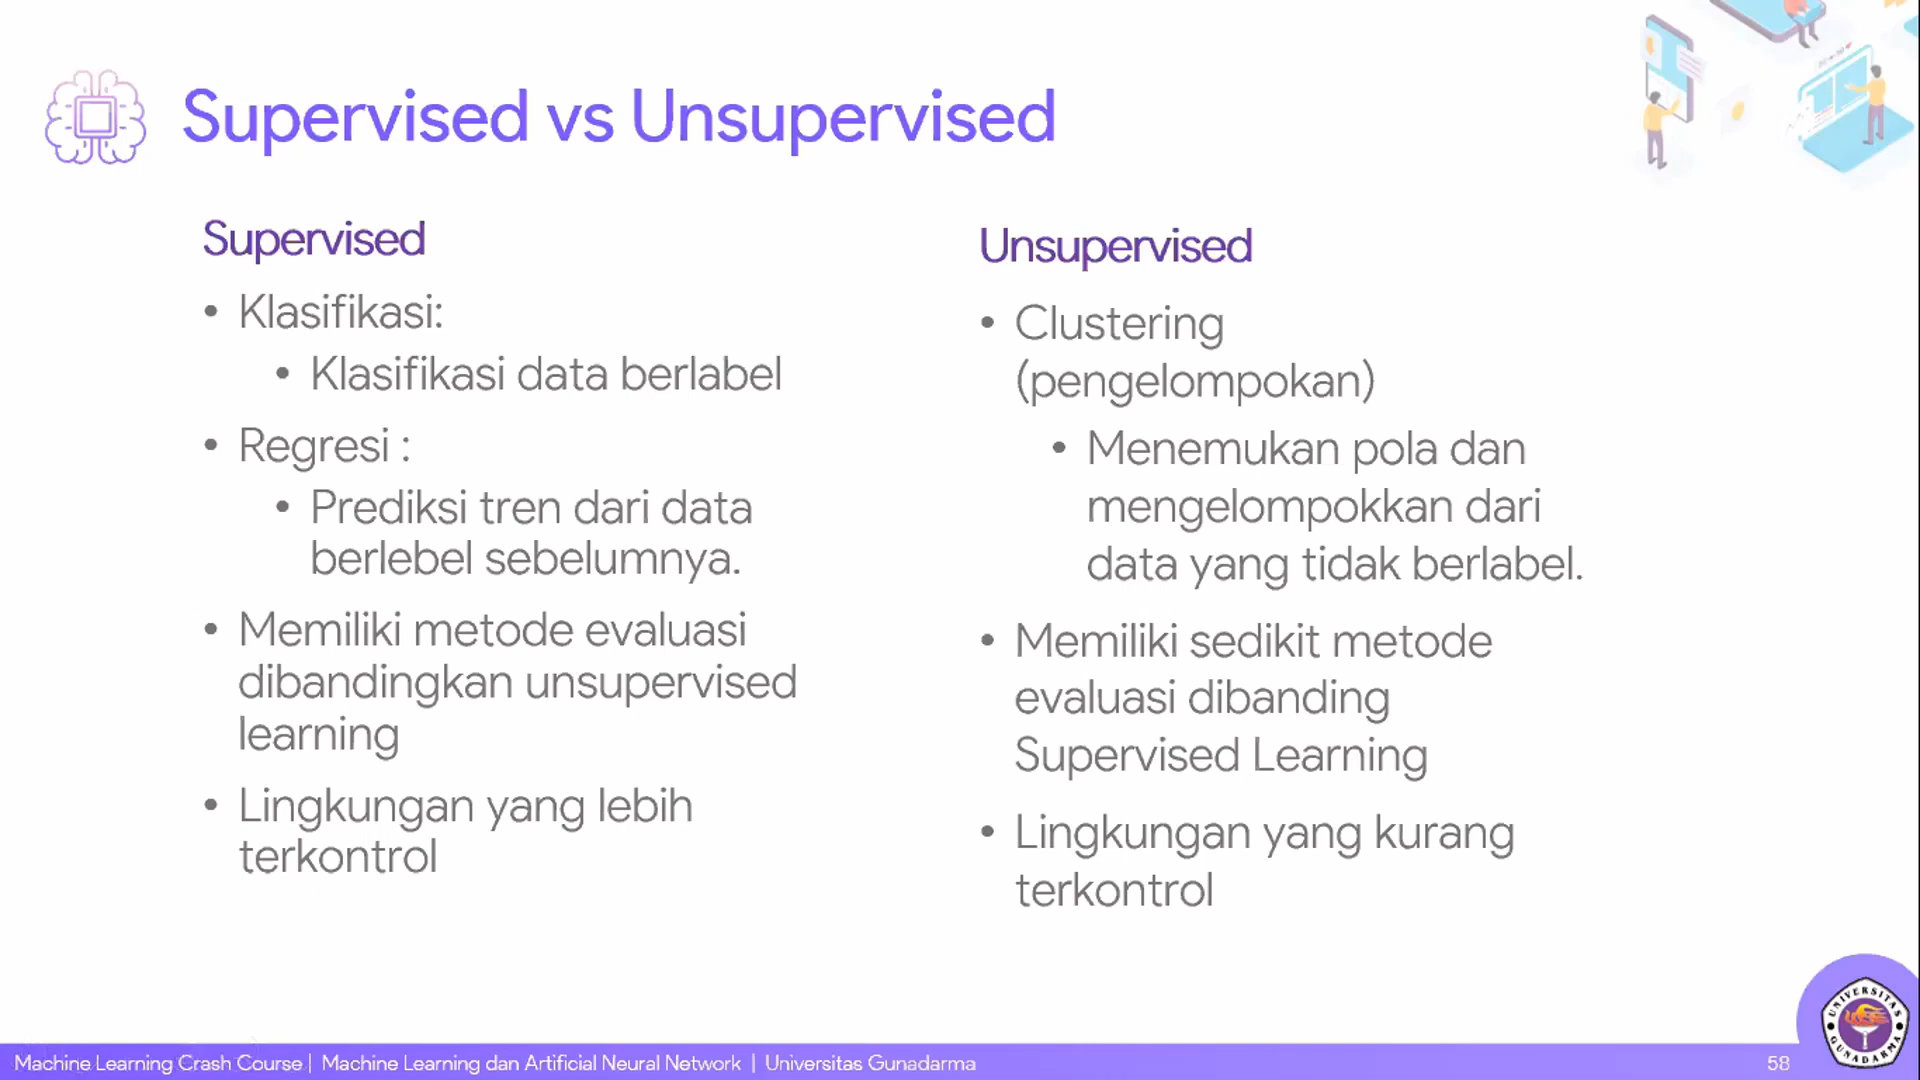 Supervised vs Unsupervised
Supervised
• Klasifikasi:
• Klasifikasi data berlabel
• Regresi :
• Prediksi tren dari data
berlebel sebelumnya.
• Memiliki metode evaluasi
dibandingkan unsupervised
learning
• Lingkungan yang lebih
terkontrol
Unsupervised
• Clustering
(pengelompokan)
• Menemukan pola dan
mengelompokkan dari
data yang tidak berlabel.
• Memiliki sedikit metode
evaluasi dibanding
Supervised Learning
• Lingkungan yang kurang
terkontrol
Machine Learning Crash Course | Machine Learning dan Artificial Neural Network | Universitas Gunadarma
58
UNIVERSITAS
GUNADARMA